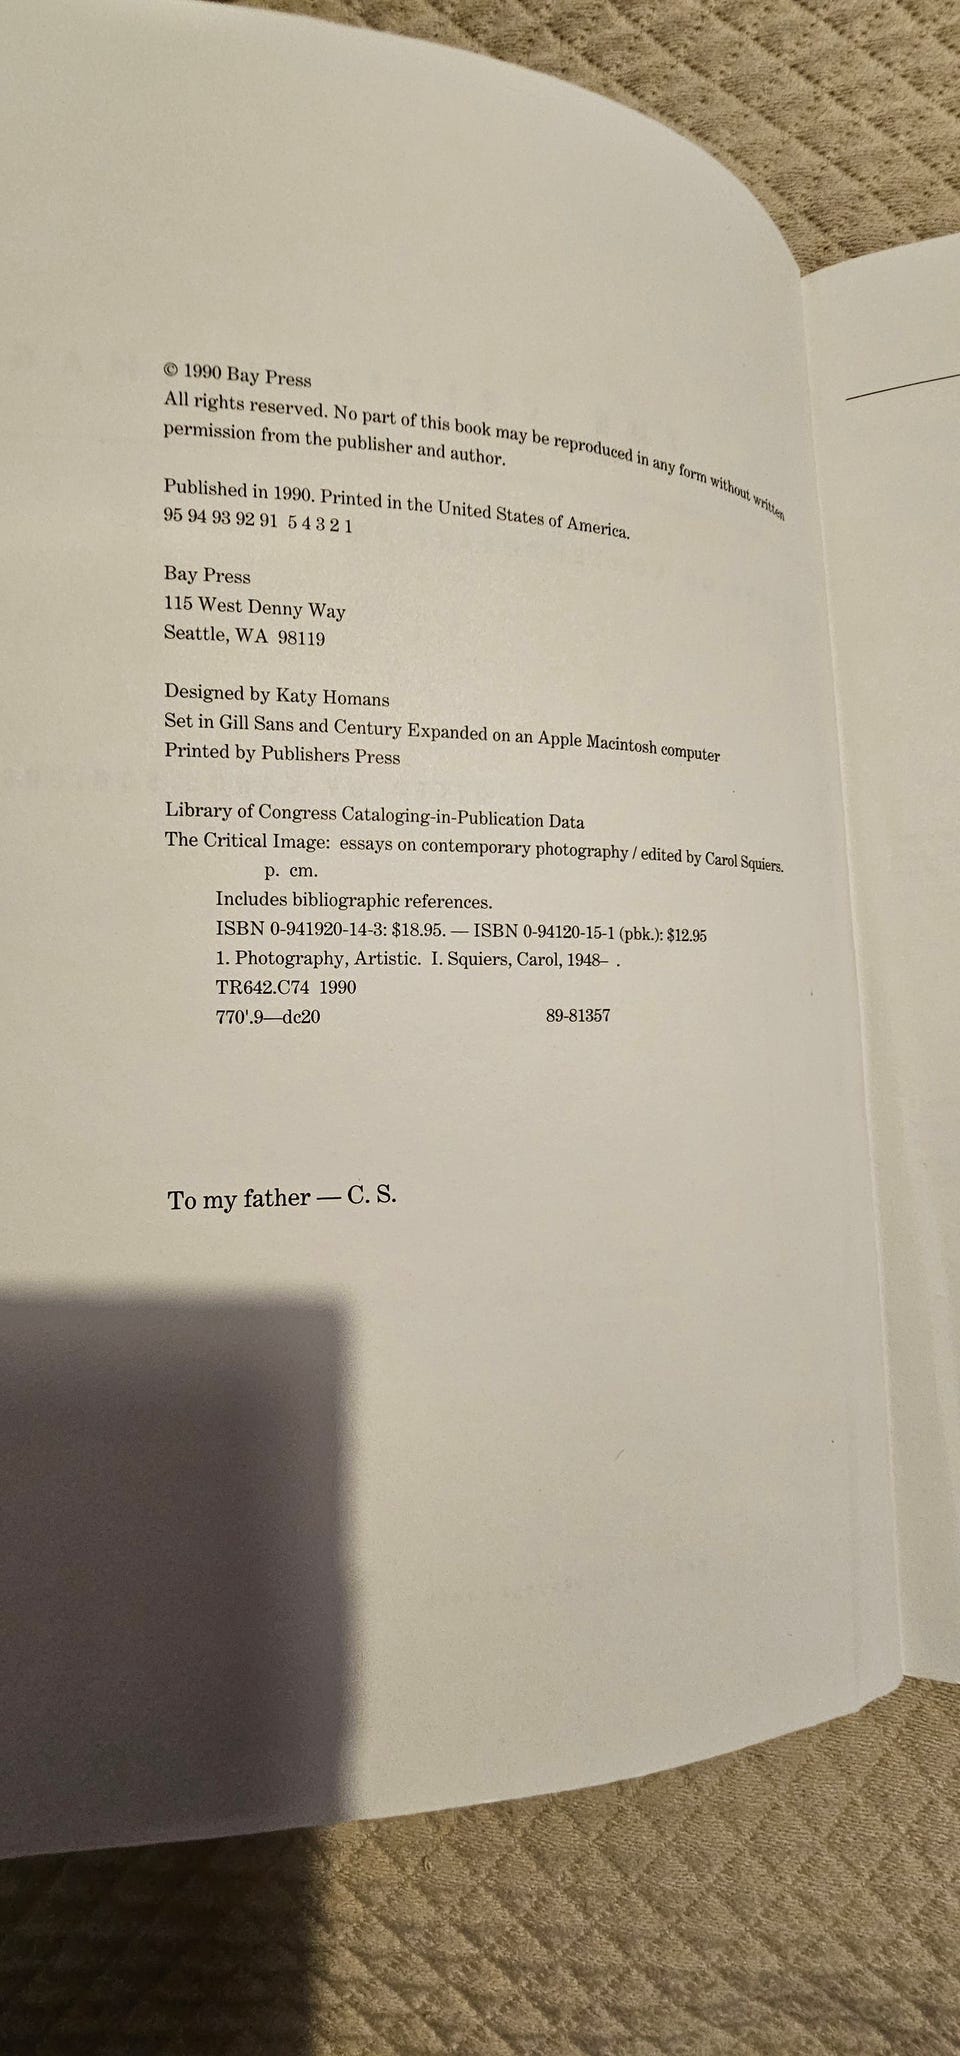 © 1990 Bay Press
All rights reserved. No part of this book may be reproduced in any form without written
permission from the publisher and author.
Published in 1990. Printed in the United States of America.
95 94 93 92 91  5 4 3 2 1
Bay Press
115 West Denny Way
Seattle, WA  98119
Designed by Katy Homans
Set in Gill Sans and Century Expanded on an Apple Macintosh computer
Printed by Publishers Press
Library of Congress Cataloging-in-Publication Data
The Critical Image:  essays on contemporary photography / edited by Carol Squiers.
p.  cm.
Includes bibliographic references.
ISBN 0-941920-14-3: $18.95. — ISBN 0-94120-15-1 (pbk.): $12.95
1. Photography, Artistic.  I. Squiers, Carol, 1948–  .
TR642.C74  1990
770'.9—dc20    89-81357
To my father — C. S.